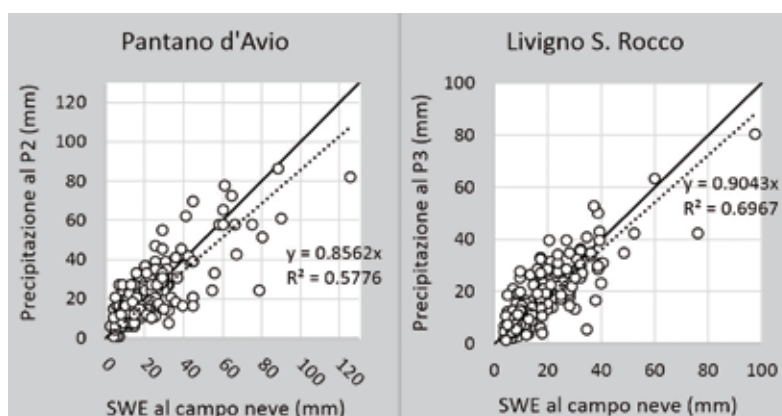 Pantano d'Avio
Precipitazione al P2 (mm)
120
100
80
60
40
20
0
y = 0.8562x
R² = 0.5776
0
20
40
60
80
100
120
SWE al campo neve (mm)
Livigno S. Rocco
Precipitazione al P3 (mm)
100
80
60
40
20
0
y = 0.9043x
R² = 0.6967
0
20
40
60
80
100
SWE al campo neve (mm)